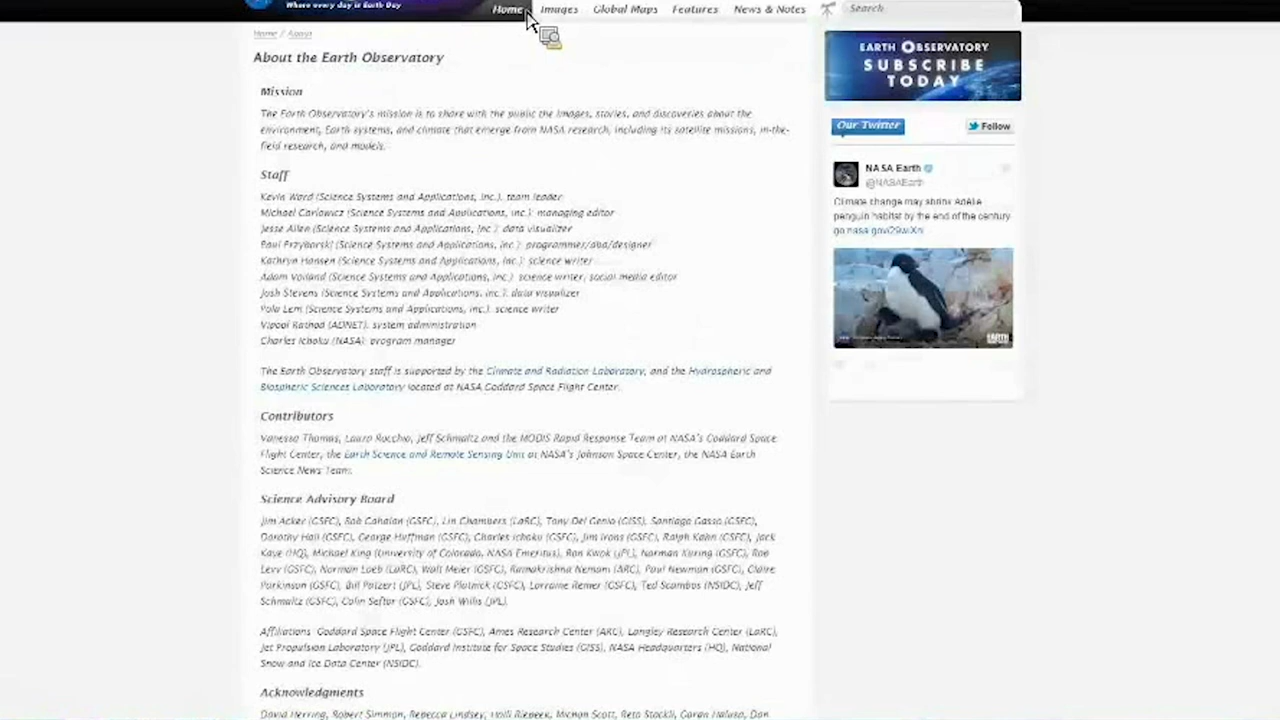 Where every day is Earth Day
Home Images Global Maps Features News & Notes Search
Home / About
About the Earth Observatory
Mission
The Earth Observatory's mission is to share with the public the images, stories, and discoveries about the
environment, Earth systems, and climate that emerge from NASA research, including its satellite missions, in-the-
field research, and models.
Staff
Kevin Ward (Science Systems and Applications, Inc.): team leader
Michael Carlowicz (Science Systems and Applications, Inc.): managing editor
Jesse Allen (Science Systems and Applications, Inc.): data visualizer
Paul Przyborski (Science Systems and Applications, Inc.): programmer/dba/designer
Kathryn Hansen (Science Systems and Applications, Inc.): science writer
Adam Voiland (Science Systems and Applications, Inc.): science writer, social media editor
Josh Stevens (Science Systems and Applications, Inc.): data visualizer
Pola Lem (Science Systems and Applications, Inc.): science writer
Vipool Rathod (ADNET): system administration
Charles Ichoku (NASA): program manager
The Earth Observatory staff is supported by the Climate and Radiation Laboratory, and the Hydrospheric and
Biospheric Sciences Laboratory located at NASA Goddard Space Flight Center.
Contributors
Vanessa Thomas, Laura Rocchio, Jeff Schmaltz and the MODIS Rapid Response Team at NASA's Goddard Space
Flight Center, the Earth Science and Remote Sensing Unit at NASA's Johnson Space Center, the NASA Earth
Science News Team.
Science Advisory Board
Jim Acker (GSFC), Bob Cahalan (GSFC), Lin Chambers (LaRC), Tony Del Genio (GISS), Santiago Gasso (GSFC),
Dorothy Hall (GSFC), George Huffman (GSFC), Charles Ichoku (GSFC), Jim Irons (GSFC), Ralph Kahn (GSFC), Jack
Kaye (HQ), Michael King (University of Colorado, NASA Emeritus), Ron Kwok (JPL), Norman Kuring (GSFC), Rob
Levy (GSFC), Norman Loeb (LaRC), Walt Meier (GSFC), Ramakrishna Nemani (ARC), Paul Newman (GSFC), Claire
Parkinson (GSFC), Bill Patzert (JPL), Steve Platnick (GSFC), Lorraine Remer (GSFC), Ted Scambos (NSIDC), Jeff
Schmaltz (GSFC), Colin Seftor (GSFC), Josh Willis (JPL).
Affiliations Goddard Space Flight Center (GSFC), Ames Research Center (ARC), Langley Research Center (LaRC),
Jet Propulsion Laboratory (JPL), Goddard Institute for Space Studies (GISS), NASA Headquarters (HQ), National
Snow and Ice Data Center (NSIDC).
Acknowledgments
David Herring, Robert Simmon, Rebecca Lindsey, Holli Riebeek, Michon Scott, Reto Stockli, Goran Halusa, Don
EARTH OBSERVATORY
SUBSCRIBE
TODAY
Our Twitter Follow
NASA Earth
@NASAEarth
Climate change may shrink Adélie
penguin habitat by the end of the century
EARTH